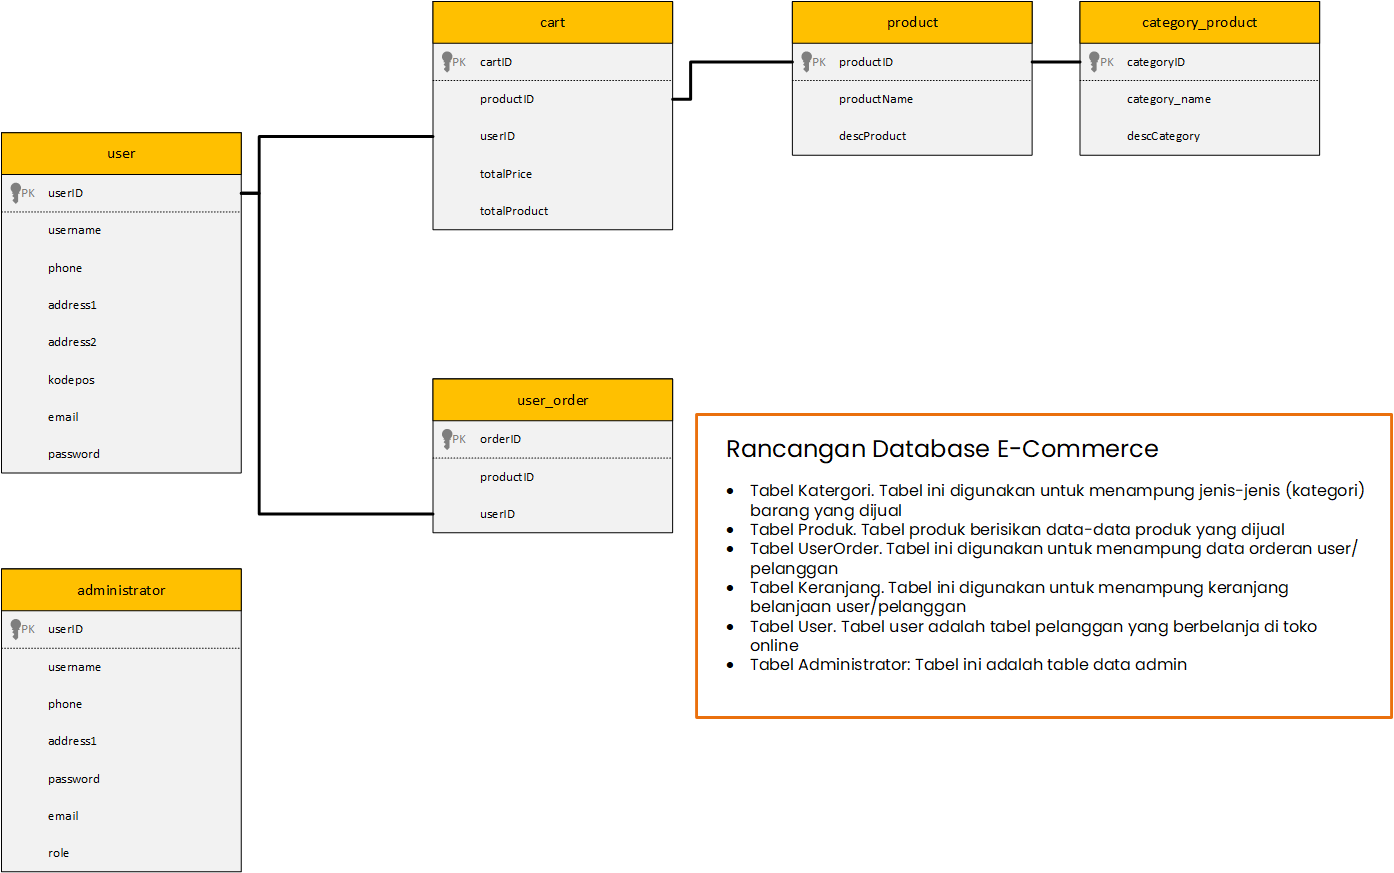 cart
PK cartID
productID
userID
totalPrice
totalProduct
product
PK productID
productName
descProduct
category_product
PK categoryID
category_name
descCategory
user
PK userID
username
phone
address1
address2
kodepos
email
password
user_order
PK orderID
productID
userID
administrator
PK userID
username
phone
address1
password
email
role
Rancangan Database E-Commerce
• Tabel Katergori. Tabel ini digunakan untuk menampung jenis-jenis (kategori)
barang yang dijual
• Tabel Produk. Tabel produk berisikan data-data produk yang dijual
• Tabel UserOrder. Tabel ini digunakan untuk menampung data orderan user/
pelanggan
• Tabel Keranjang. Tabel ini digunakan untuk menampung keranjang
belanjaan user/pelanggan
• Tabel User. Tabel user adalah tabel pelanggan yang berbelanja di toko
online
• Tabel Administrator: Tabel ini adalah table data admin